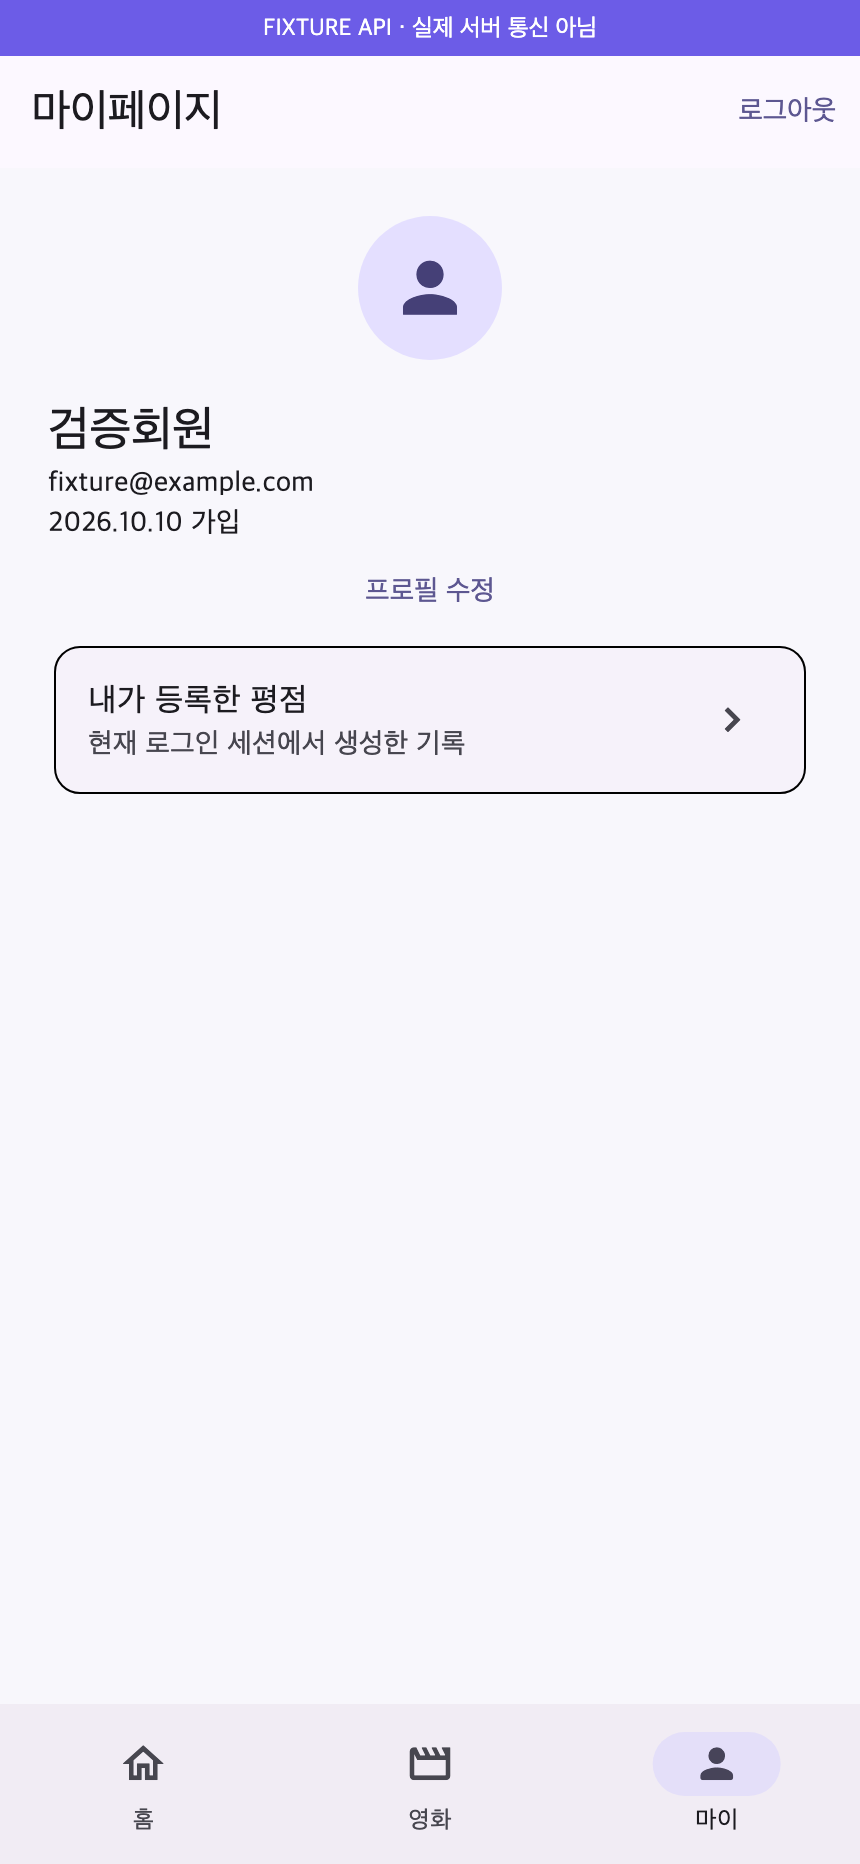 FIXTURE API · 실제 서버 통신 아님
마이페이지
로그아웃
검증회원
fixture@example.com
2026.10.10 가입
프로필 수정
내가 등록한 평점
현재 로그인 세션에서 생성한 기록
홈
영화
마이